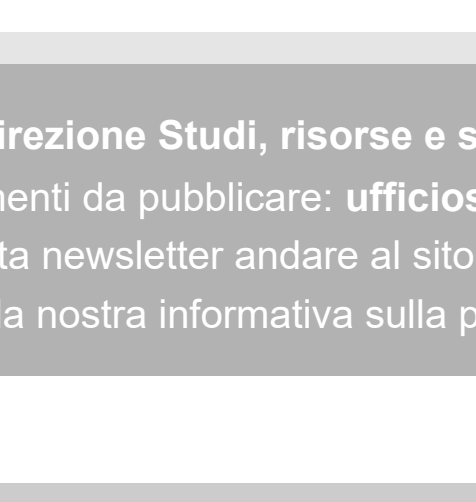 irezione Studi, risorse e s
nenti da pubblicare: ufficios
ta newsletter andare al sito
la nostra informativa sulla p